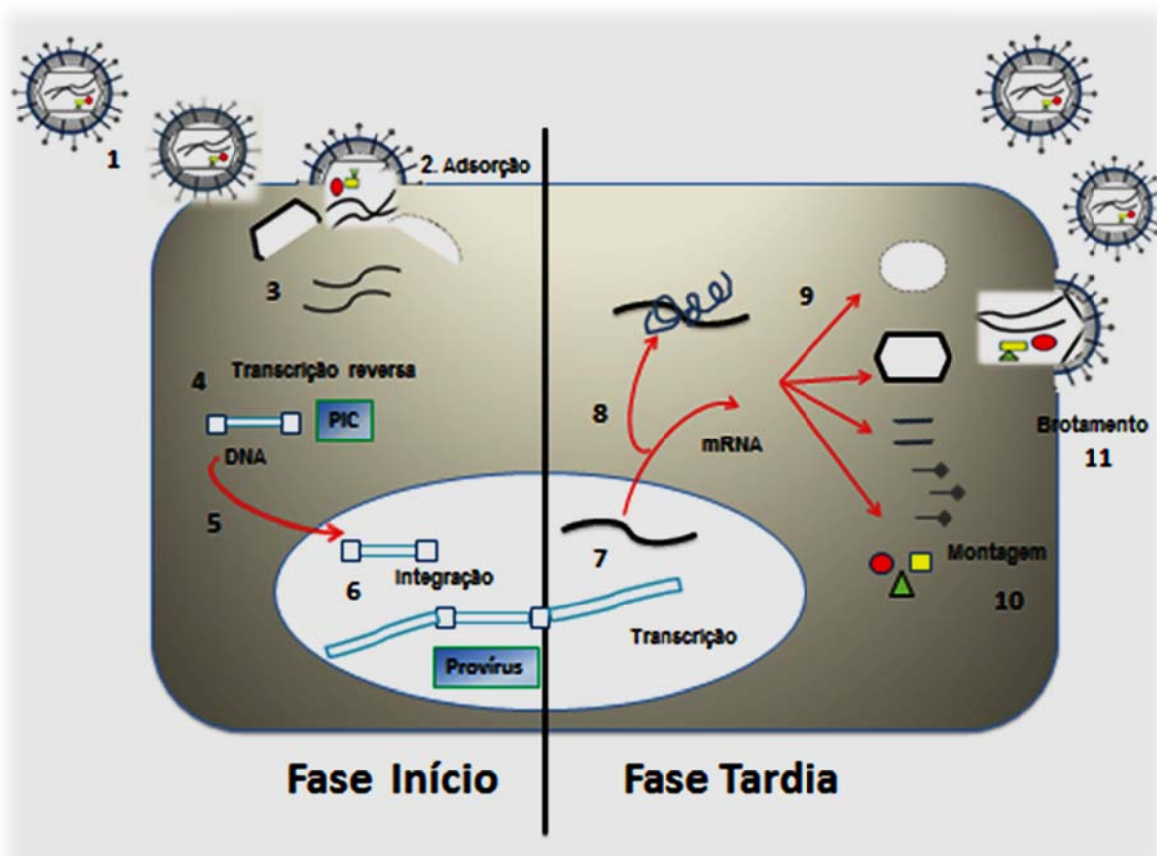 1
2. Adsorção
3
4
Transcrição reversa
PIC
DNA
5
6
Integração
Provírus
7
Transcrição
8
mRNA
9
Montagem
10
Brotamento
11
Fase Início
Fase Tardia